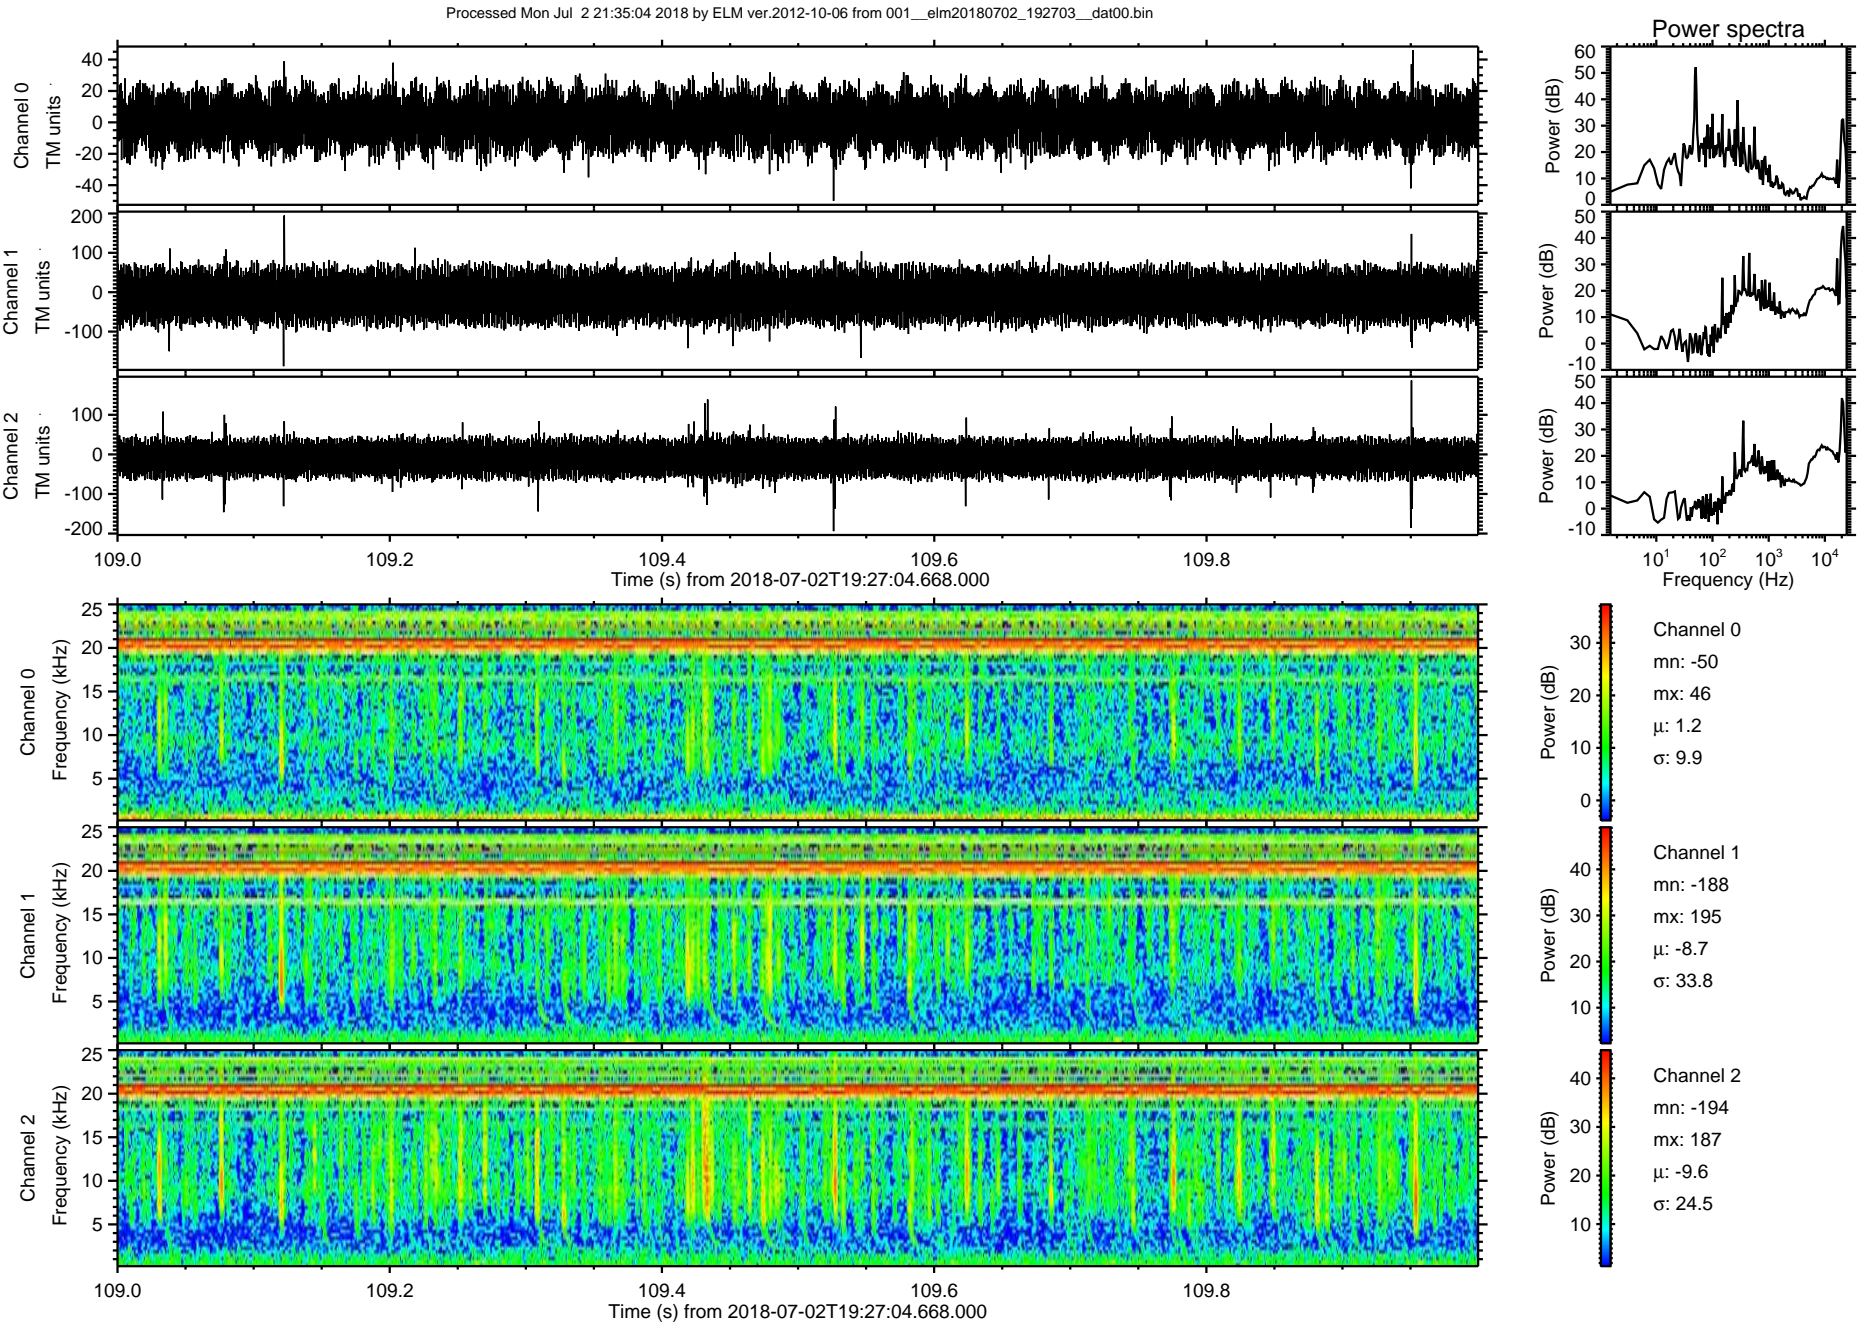 Processed Mon Jul  2 21:35:04 2018 by ELM ver.2012-10-06 from 001__elm20180702_192703__dat00.bin
Power spectra
Channel 0
TM units
40
20
0
-20
-40
Power (dB)
60
50
40
30
20
10
0
Channel 1
TM units
200
100
0
-100
Power (dB)
50
40
30
20
10
0
-10
Channel 2
TM units
100
0
-100
-200
Power (dB)
50
40
30
20
10
0
-10
109.0 109.2 109.4 109.6 109.8
Time (s) from 2018-07-02T19:27:04.668.000
10^1 10^2 10^3 10^4
Frequency (Hz)
Channel 0
Frequency (kHz)
25
20
15
10
5
Power (dB)
30
20
10
0
Channel 0
mn: -50
mx: 46
μ: 1.2
σ: 9.9
Channel 1
Frequency (kHz)
25
20
15
10
5
Power (dB)
40
30
20
10
Channel 1
mn: -188
mx: 195
μ: -8.7
σ: 33.8
Channel 2
Frequency (kHz)
25
20
15
10
5
Power (dB)
40
30
20
10
Channel 2
mn: -194
mx: 187
μ: -9.6
σ: 24.5
109.0 109.2 109.4 109.6 109.8
Time (s) from 2018-07-02T19:27:04.668.000